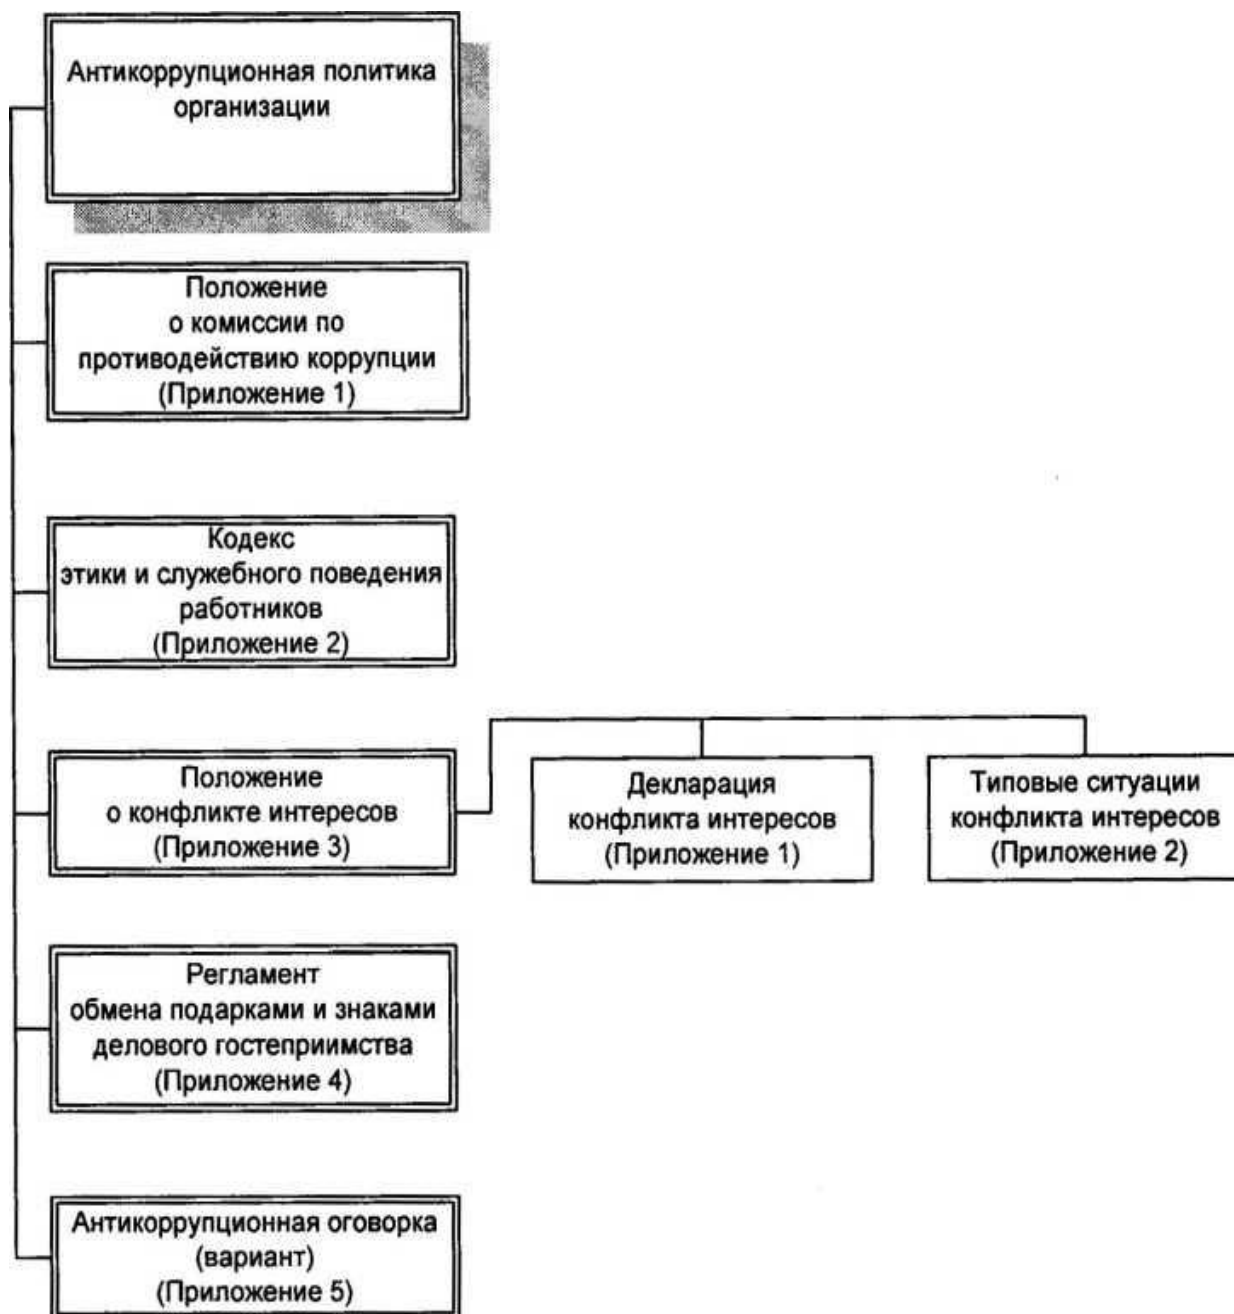 Антикоррупционная политика
организации
Положение
о комиссии по
противодействию коррупции
(Приложение 1)
Кодекс
этики и служебного поведения
работников
(Приложение 2)
Положение
о конфликте интересов
(Приложение 3)
Декларация
конфликта интересов
(Приложение 1)
Типовые ситуации
конфликта интересов
(Приложение 2)
Регламент
обмена подарками и знаками
делового гостеприимства
(Приложение 4)
Антикоррупционная оговорка
(вариант)
(Приложение 5)